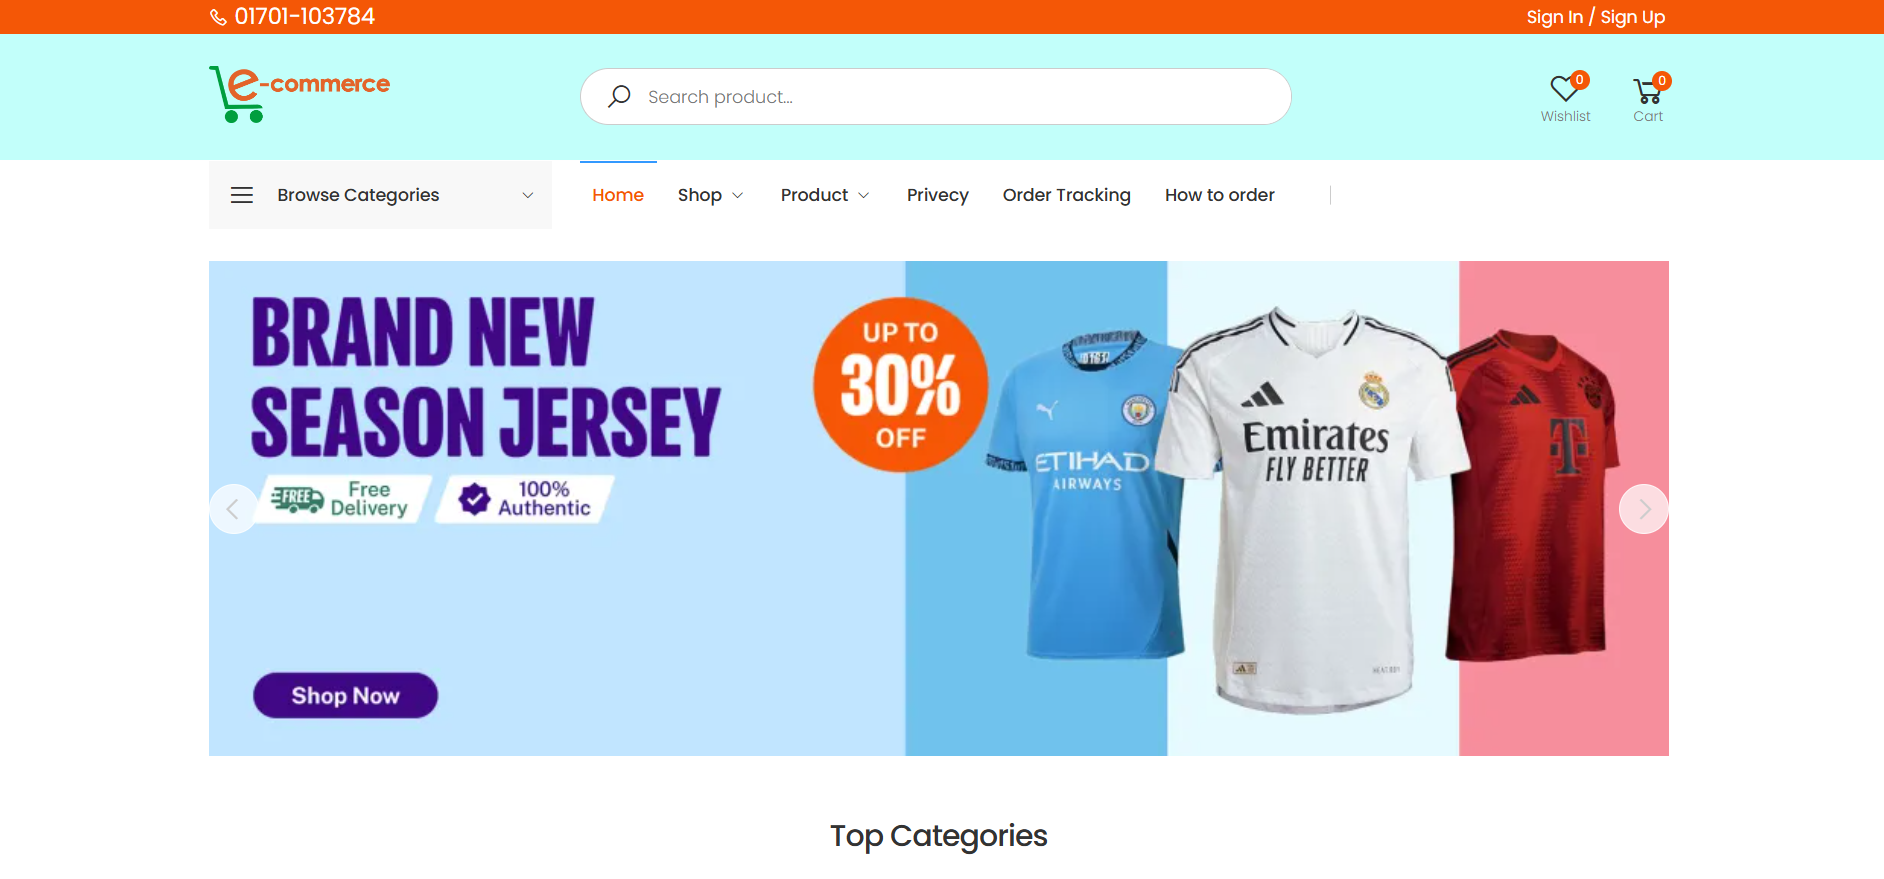 01701-103784
Sign In / Sign Up
e-commerce
Search product...
0
Wishlist
0
Cart
Browse Categories
Home
Shop
Product
Privecy
Order Tracking
How to order
BRAND NEW
SEASON JERSEY
FREE
Free
Delivery
100%
Authentic
UP TO
30%
OFF
ETIHAD
AIRWAYS
Emirates
FLY BETTER
T
Shop Now
Top Categories